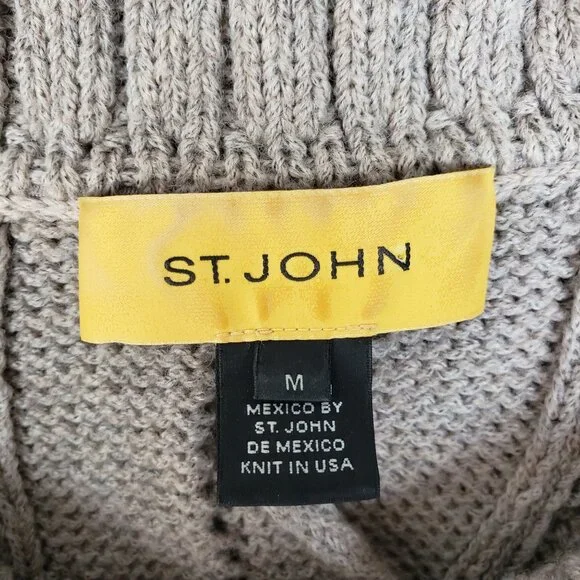 ST. JOHN
M
MEXICO BY
ST. JOHN
DE MEXICO
KNIT IN USA